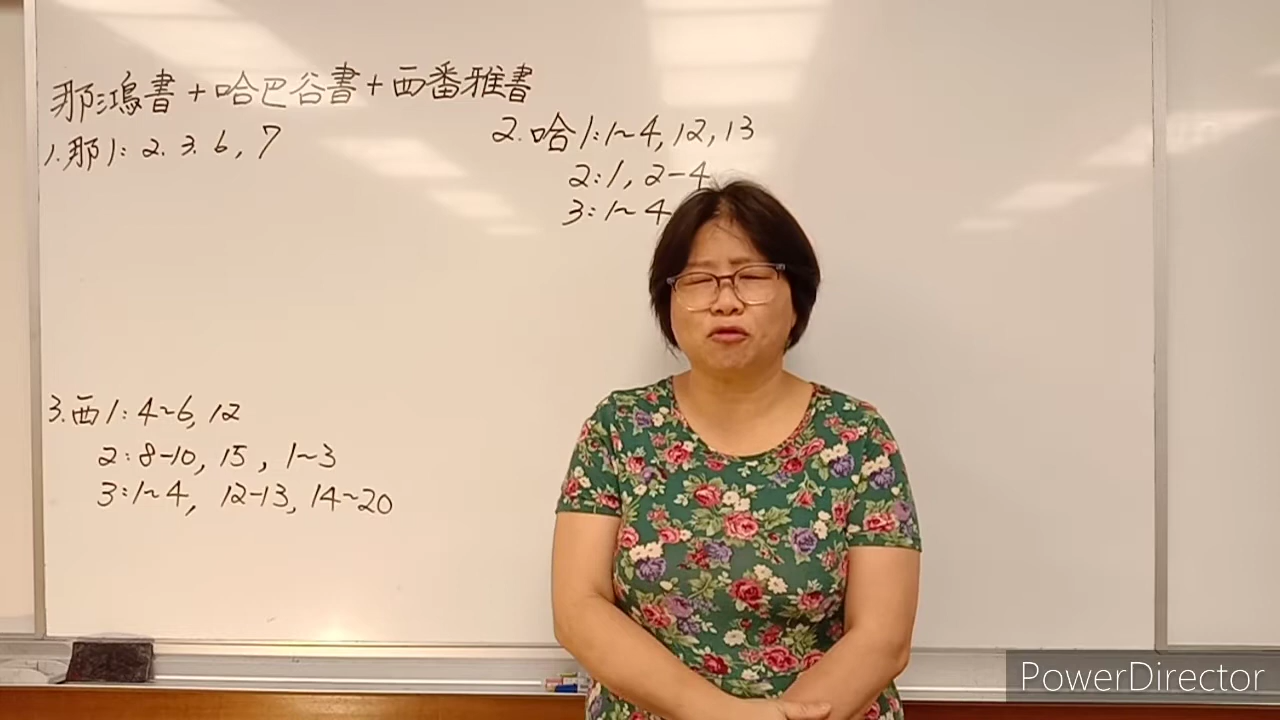 那鴻書+哈巴谷書+西番雅書
1.那1: 2.3.6,7
2.哈1:1~4,12,13
2:1,2-4
3:1~4
3.西1:4~6,12
2:8-10,15,1~3
3:1~4, 12-13,14~20
PowerDirector